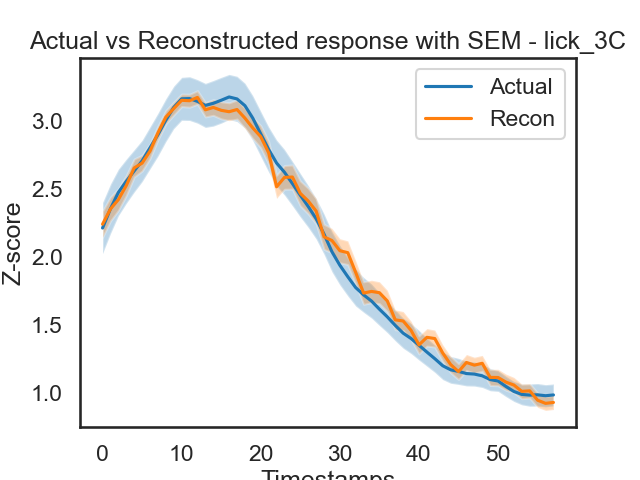 Actual vs Reconstructed response with SEM - lick_3C
Actual
Recon
Z-score
3.0
2.5
2.0
1.5
1.0
0 10 20 30 40 50
Timestamps